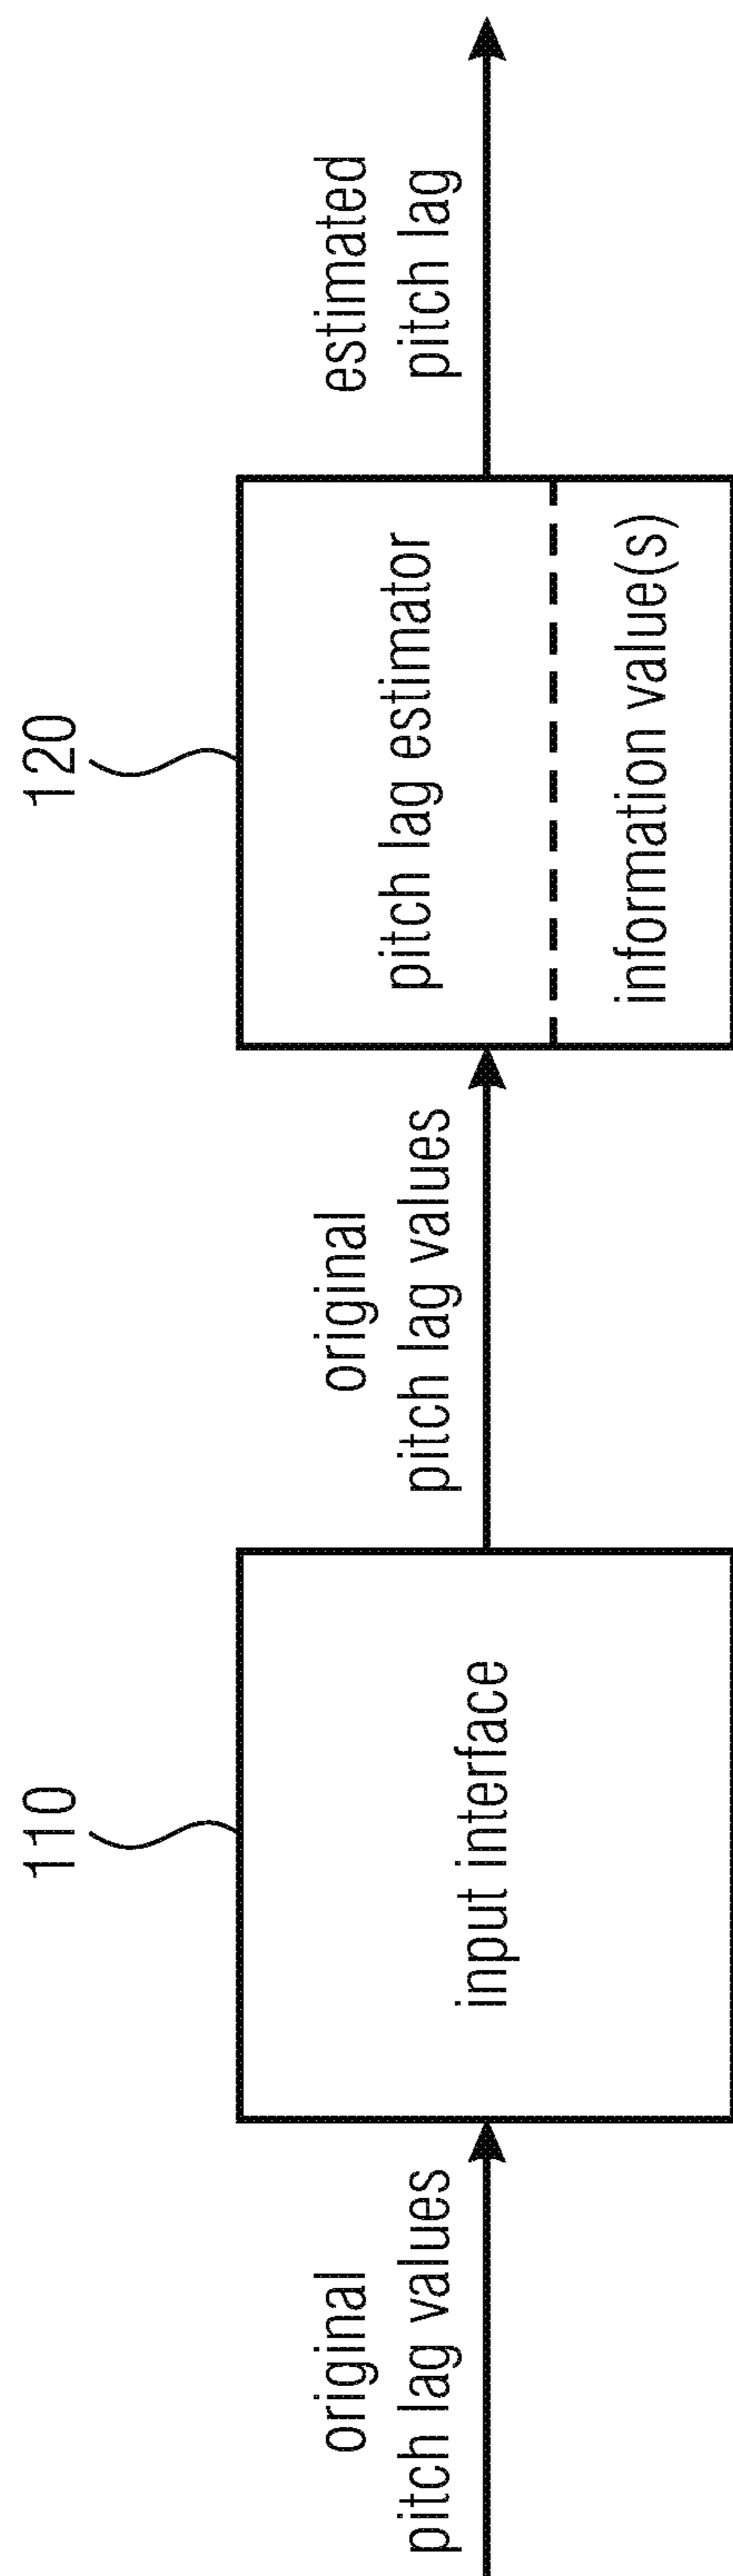 original
pitch lag values
110
input interface
original
pitch lag values
120
pitch lag estimator
information value(s)
estimated
pitch lag